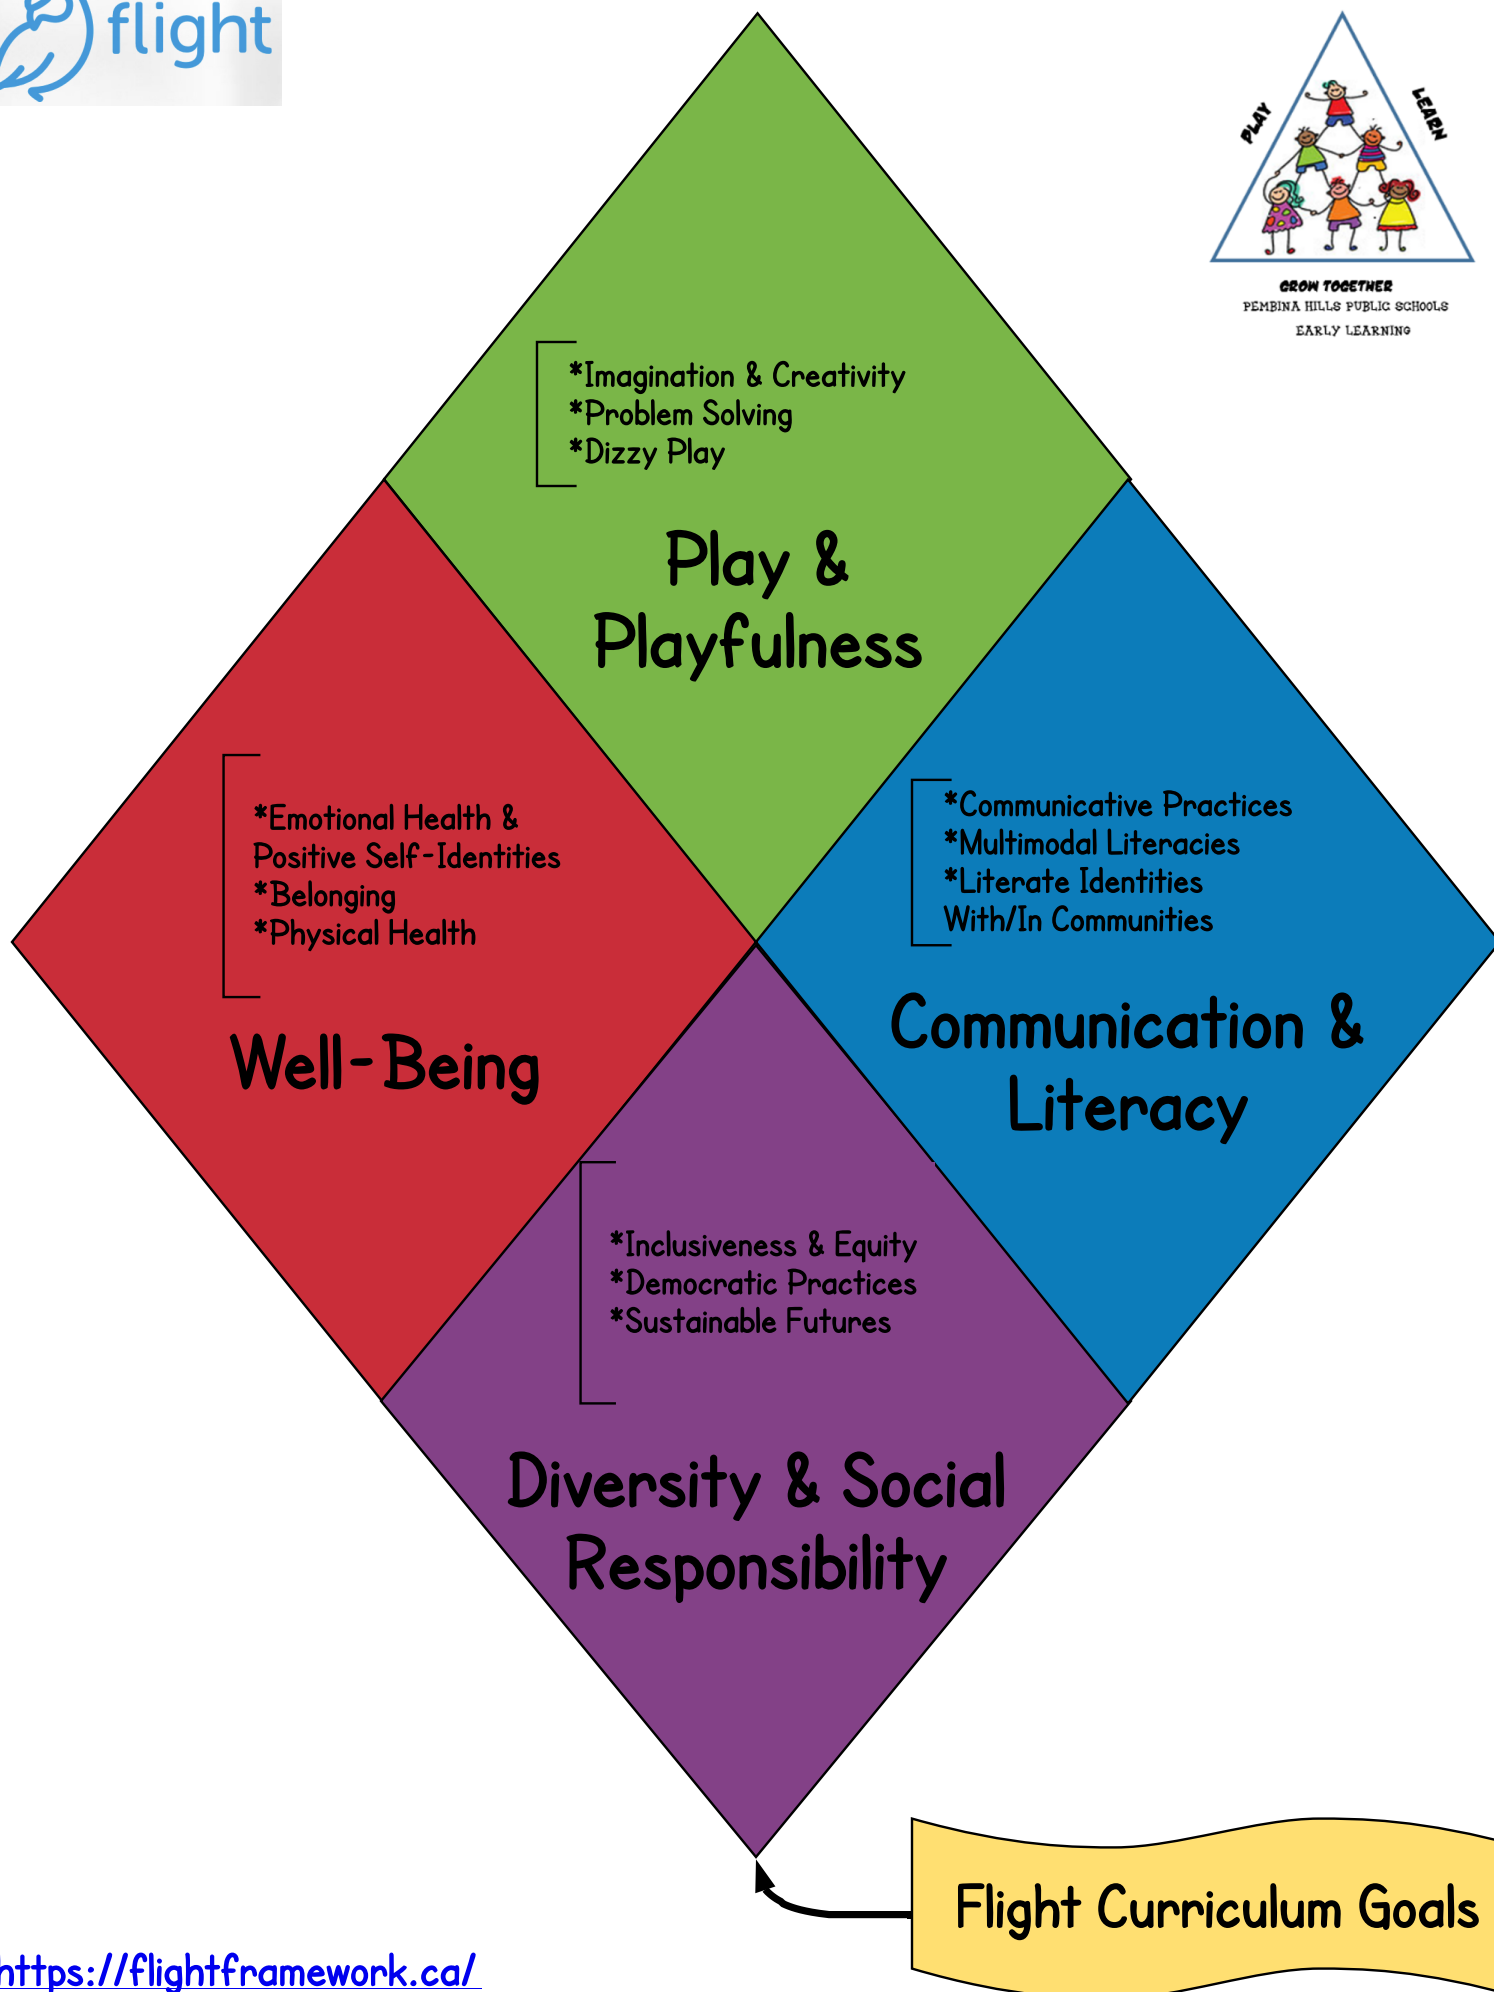 flight
PLAY
LEARN
GROW TOGETHER
PEMBINA HILLS PUBLIC SCHOOLS
EARLY LEARNING
*Imagination & Creativity
*Problem Solving
*Dizzy Play
Play &
Playfulness
*Emotional Health &
Positive Self-Identities
*Belonging
*Physical Health
Well-Being
*Communicative Practices
*Multimodal Literacies
*Literate Identities
With/In Communities
Communication &
Literacy
*Inclusiveness & Equity
*Democratic Practices
*Sustainable Futures
Diversity & Social
Responsibility
Flight Curriculum Goals
https://flightframework.ca/